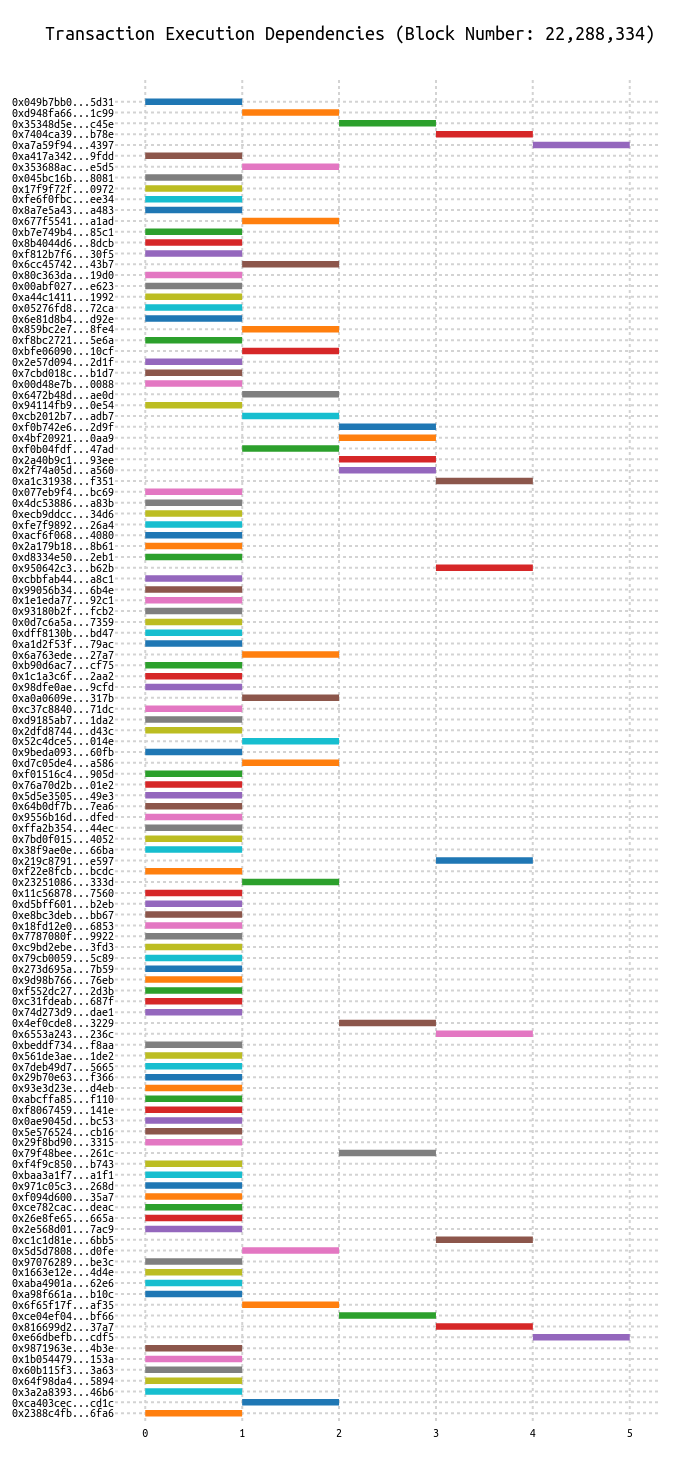 Transaction Execution Dependencies (Block Number: 22,288,334)
0x049b7bb0...5d31
0xd948fa66...1c99
0x35348d5e...c45e
0x7404ca39...b78e
0xa7a59f94...4397
0xa417a342...9fdd
0x353688ac...e5d5
0x045bc16b...8081
0x17f9f72f...0972
0xfe6f0fbc...ee34
0x8a7e5a43...a483
0x677f5541...a1ad
0xb7e749b4...85c1
0x8b4044d6...8dcb
0xf812b7f6...30f5
0x6cc45742...43b7
0x80c363da...19d0
0x00abf027...e623
0xa44c1411...1992
0x05276fd8...72ca
0x6e81d8b4...d92e
0x859bc2e7...8fe4
0xf8bc2721...5e6a
0xbfe06090...10cf
0x2e57d094...2d1f
0x7cbd018c...b1d7
0x00d48e7b...0088
0x6472b48d...ae0d
0x94114fb9...0e54
0xcb2012b7...adb7
0xf0b742e6...2d9f
0x4bf20921...0aa9
0xf0b04fdf...47ad
0x2a40b9c1...93ee
0x2f74a05d...a560
0xa1c31938...f351
0x077eb9f4...bc69
0x4dc53886...a83b
0xecb9ddcc...34d6
0xfe7f9892...26a4
0xacf6f068...4080
0x2a179b18...8b61
0xd8334e50...2eb1
0x950642c3...b62b
0xcbbfab44...a8c1
0x99056b34...6b4e
0x1e1eda77...92c1
0x93180b2f...fcb2
0x0d7c6a5a...7359
0xdff8130b...bd47
0xa1d2f53f...79ac
0x6a763ede...27a7
0xb90d6ac7...cf75
0x1c1a3c6f...2aa2
0x98dfe0ae...9cfd
0xa0a0609e...317b
0xc37c8840...71dc
0xd9185ab7...1da2
0x2dfd8744...d43c
0x52c4dce5...014e
0x9beda093...60fb
0xd7c05de4...a586
0xf01516c4...905d
0x76a70d2b...01e2
0x5d5e3505...49e3
0x64b0df7b...7ea6
0x9556b16d...dfed
0xffa2b354...44ec
0x7bd0f015...4052
0x38f9ae0e...66ba
0x219c8791...e597
0xf22e8fcb...bcdc
0x23251086...333d
0x11c56878...7560
0xd5bff601...b2eb
0xe8bc3deb...bb67
0x18fd12e0...6853
0x7787080f...9922
0xc9bd2ebe...3fd3
0x79cb0059...5c89
0x273d695a...7b59
0x9d98b766...76eb
0xf552dc27...2d3b
0xc31fdeab...687f
0x74d273d9...dae1
0x4ef0cde8...3229
0x6553a243...236c
0xbeddf734...f8aa
0x561de3ae...1de2
0x7deb49d7...5665
0x29b70e63...f366
0x93e3d23e...d4eb
0xabcffa85...f110
0xf8067459...141e
0x0ae9045d...bc53
0x5e576524...cb16
0x29f8bd90...3315
0x79f48bee...261c
0xf4f9c850...b743
0xbaa3a1f7...a1f1
0x971c05c3...268d
0xf094d600...35a7
0xce782cac...deac
0x26e8fe65...665a
0x2e568d01...7ac9
0xc1c1d81e...6bb5
0x5d5d7808...d0fe
0x97076289...be3c
0x1663e12e...4d4e
0xaba4901a...62e6
0xa98f661a...b10c
0x6f65f17f...af35
0xce04ef04...bf66
0x816699d2...37a7
0xe66dbefb...cdf5
0x9871963e...4b3e
0x1b054479...153a
0x60b115f3...3a63
0x64f98da4...5894
0x3a2a8393...46b6
0xca403cec...cd1c
0x2388c4fb...6fa6
0 1 2 3 4 5